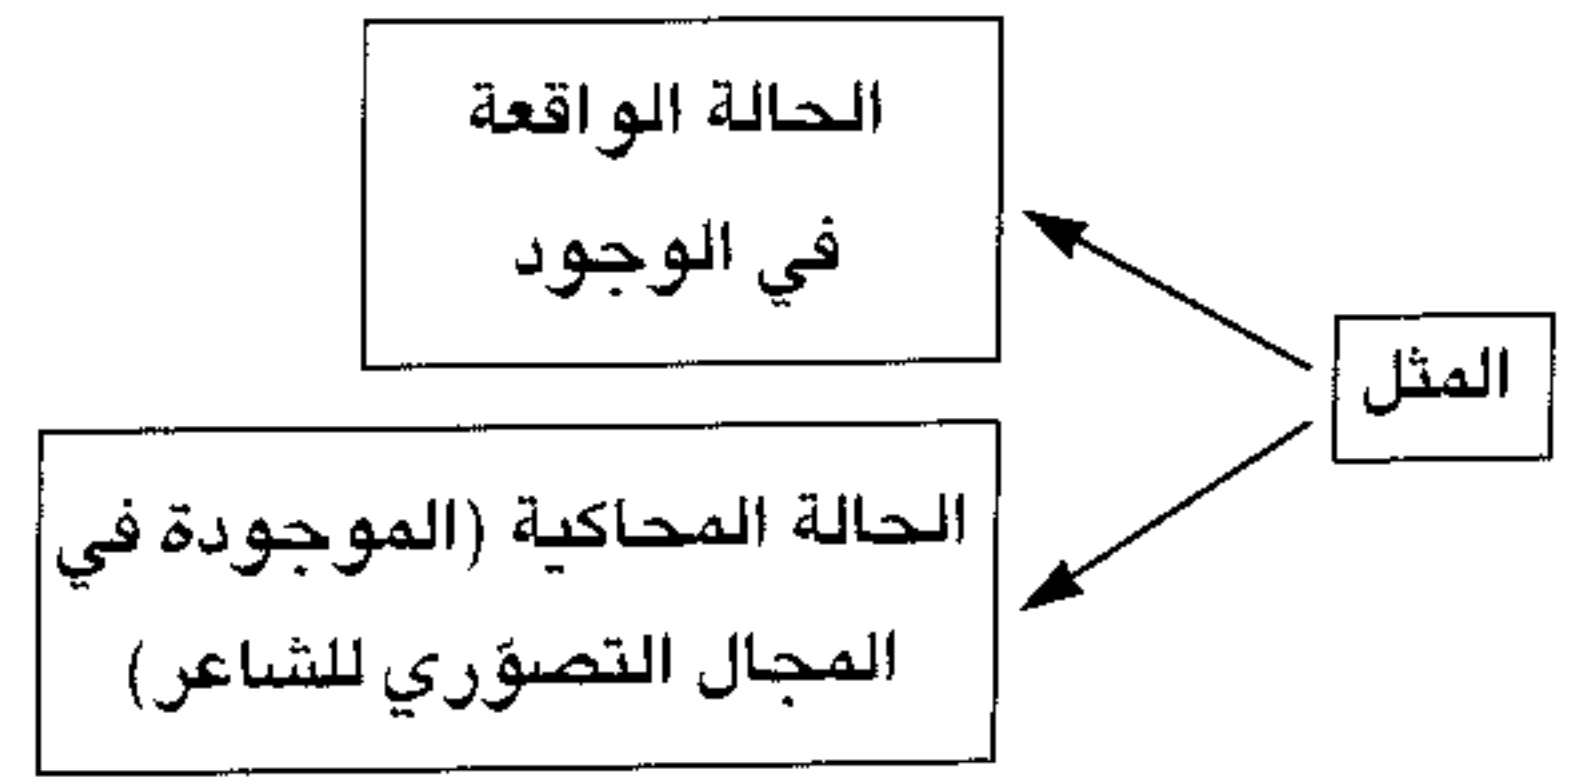 الحالة الواقعة
في الوجود
المثل
الحالة المحاكية (الموجودة في
المجال التصوّري للشاعر)